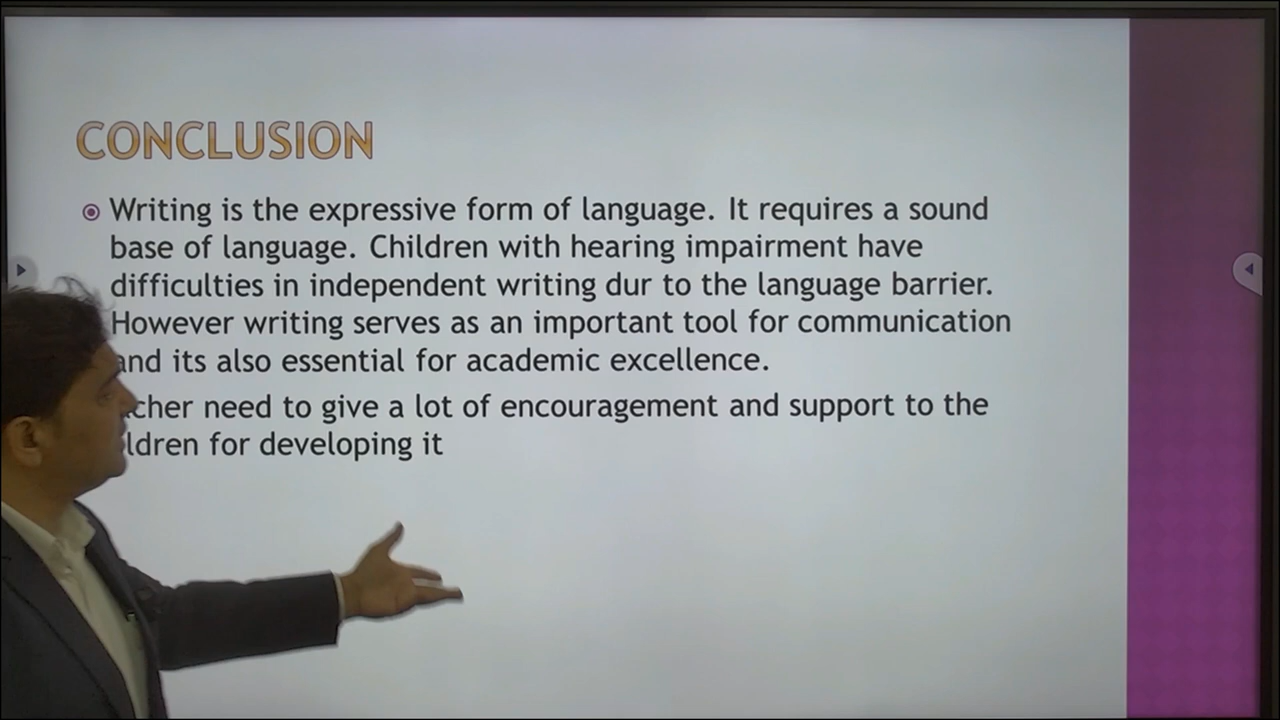 CONCLUSION
Writing is the expressive form of language. It requires a sound
base of language. Children with hearing impairment have
difficulties in independent writing dur to the language barrier.
However writing serves as an important tool for communication
and its also essential for academic excellence.
need to give a lot of encouragement and support to the
for developing it